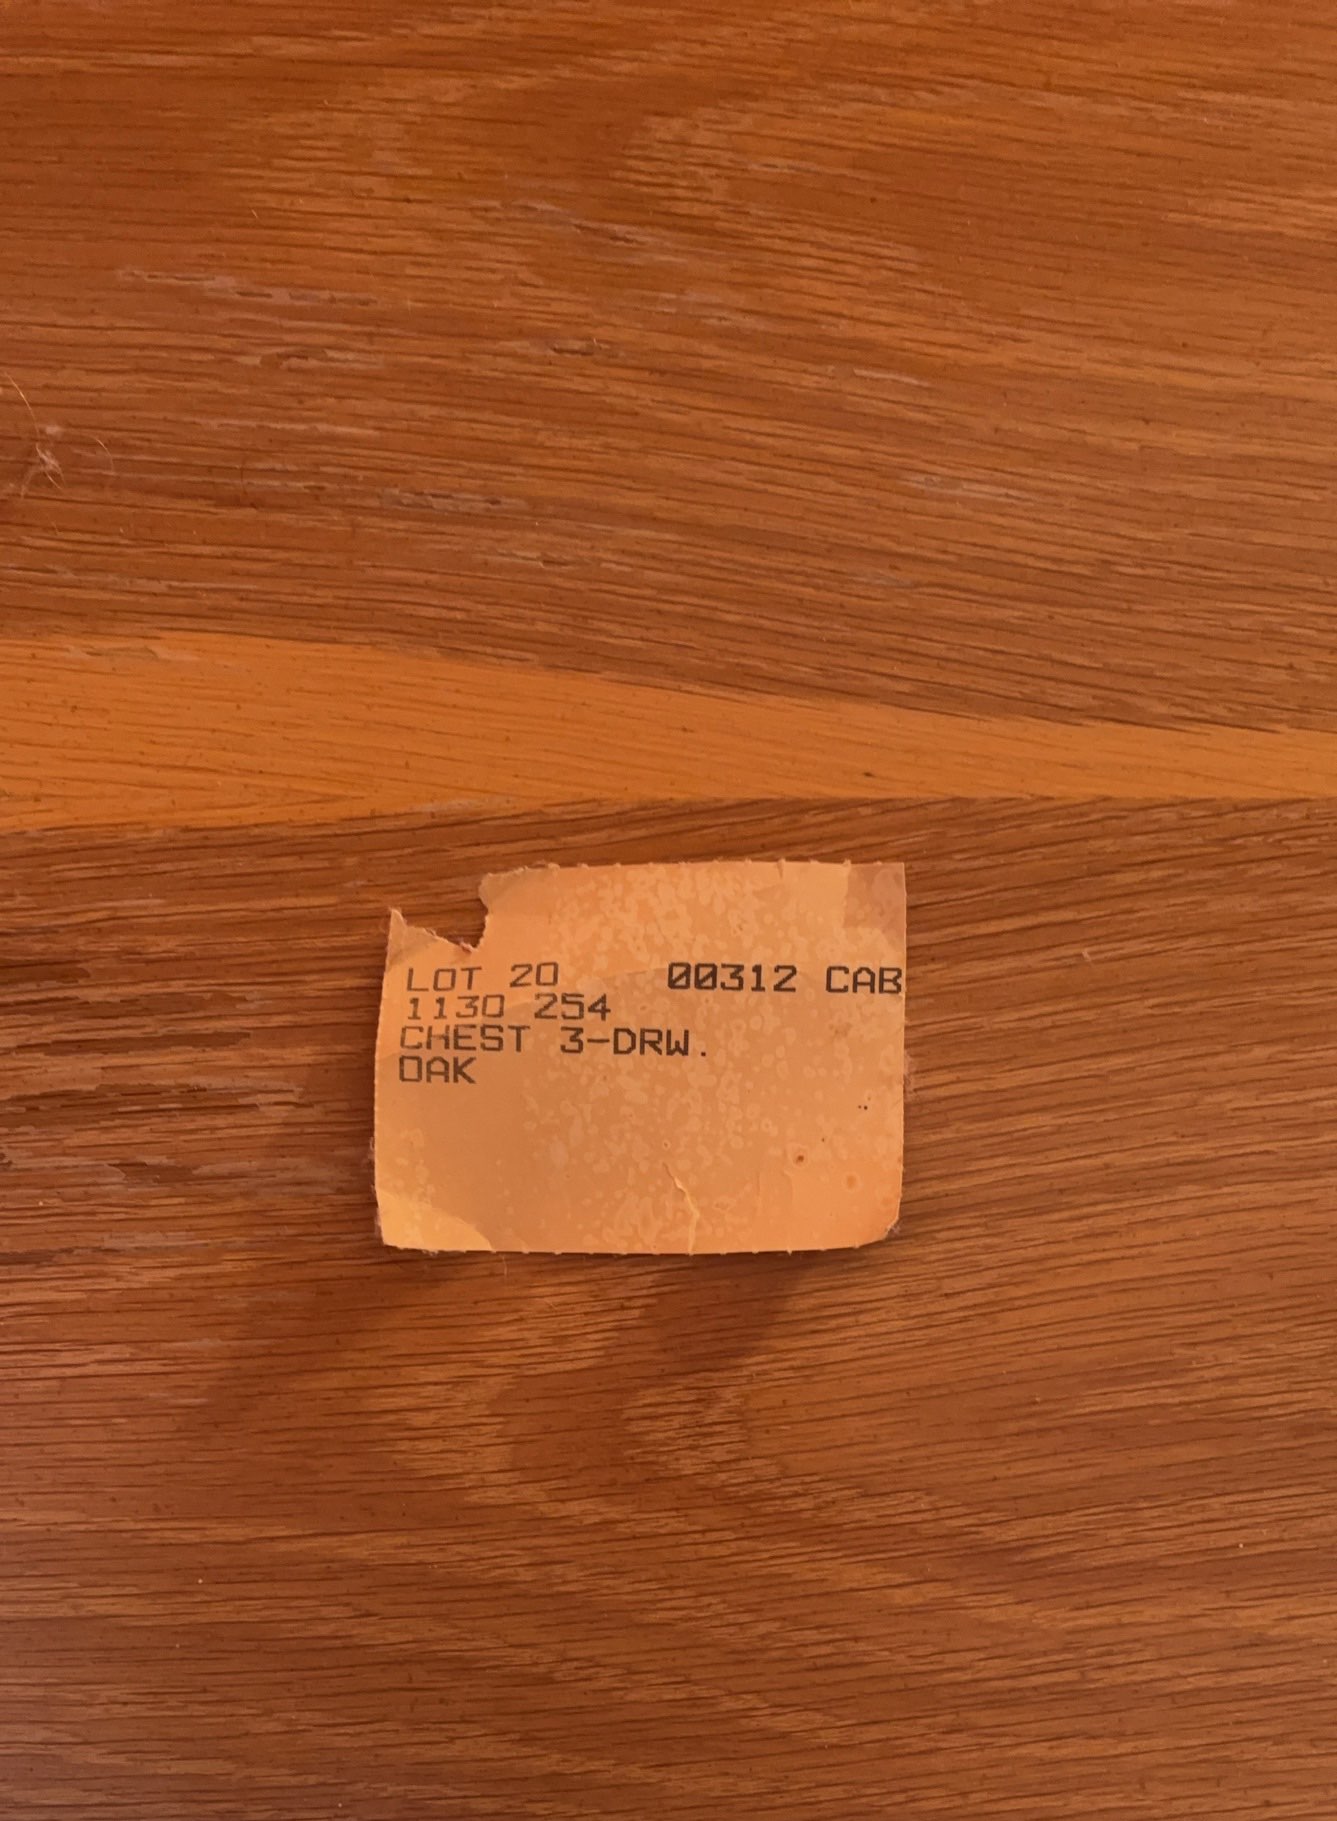 LOT 20 00312 CAB
1130 254
CHEST 3-DRW.
OAK